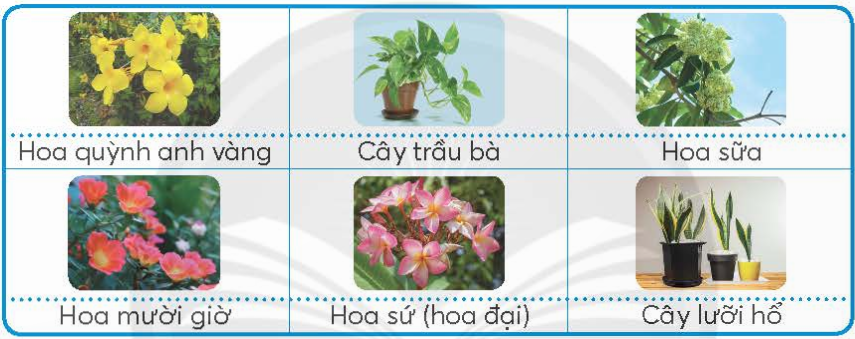 Hoa quỳnh anh vàng
Cây trầu bà
Hoa sữa
Hoa mười giờ
Hoa sứ (hoa đại)
Cây lưỡi hổ